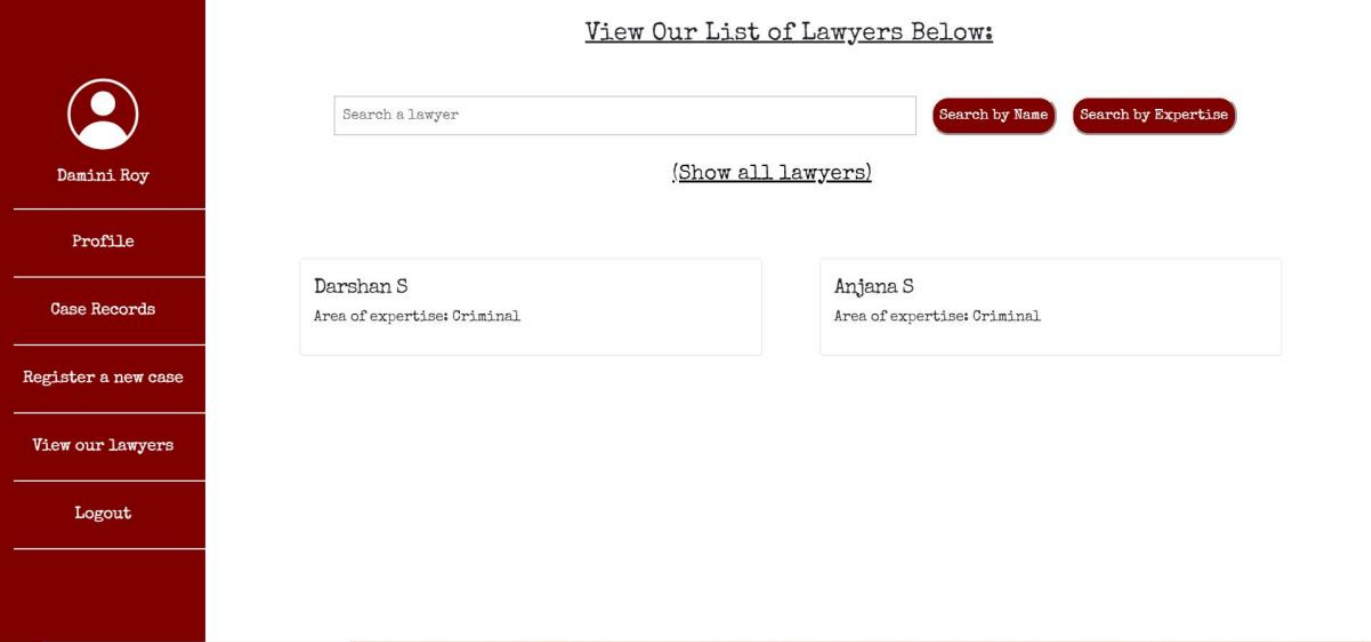 Damini Roy
Profile
Case Records
Register a new case
View our lawyers
Logout
View Our List of Lawyers Below:
Search a lawyer
Search by Name
Search by Expertise
(Show all lawyers)
Darshan S
Area of expertise: Criminal
Anjana S
Area of expertise: Criminal